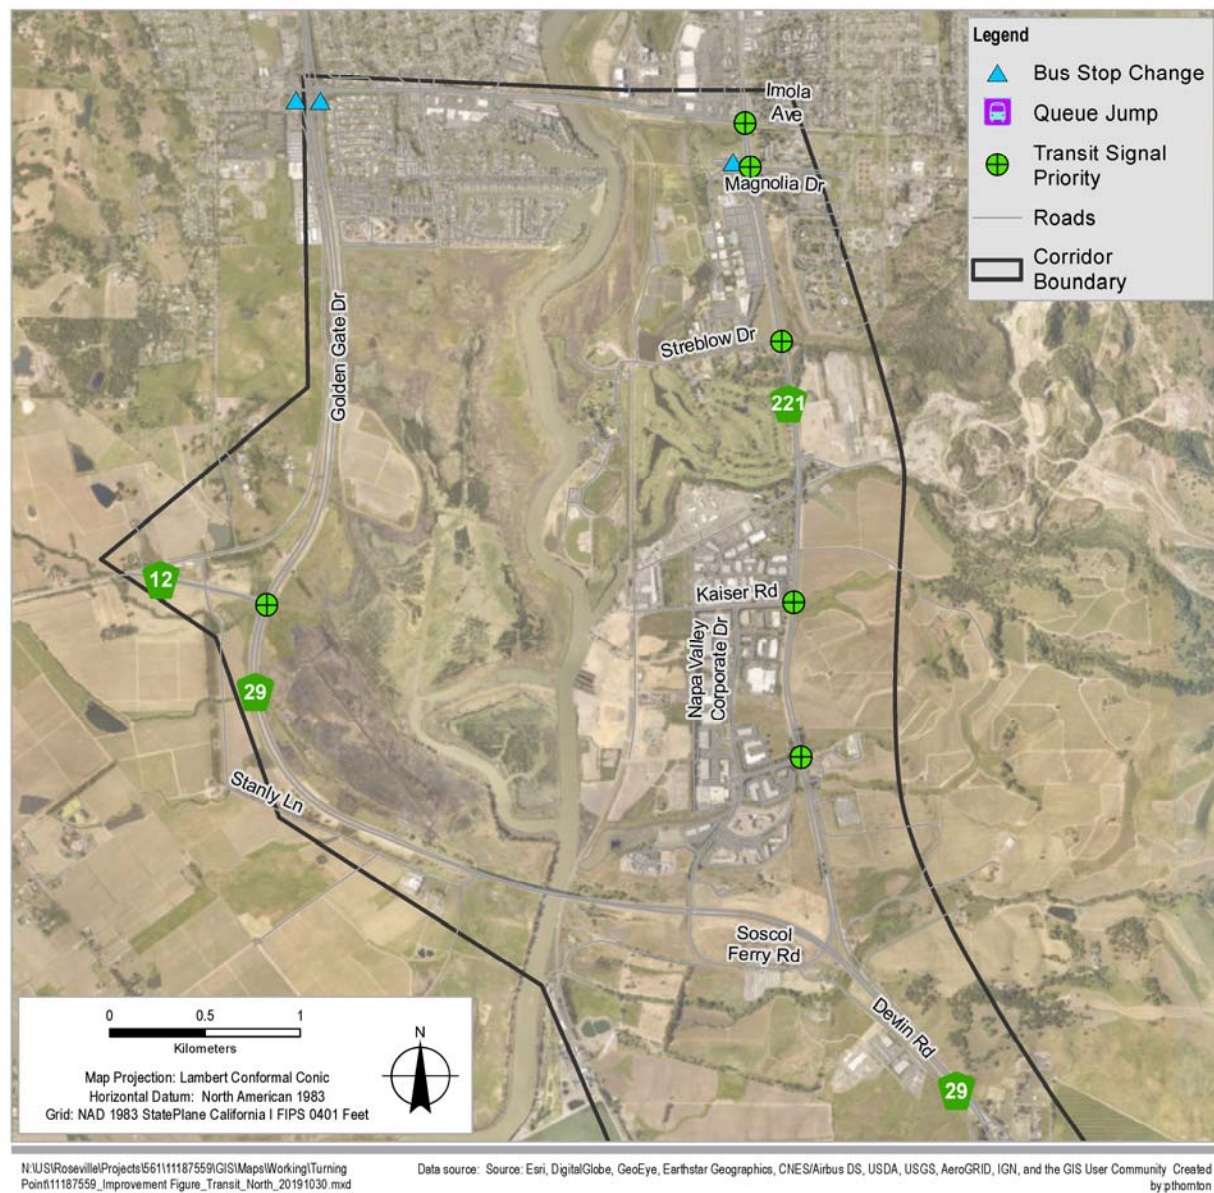 Legend
Bus Stop Change
Queue Jump
Transit Signal
Priority
Roads
Corridor
Boundary
Imola
Ave
Magnolia Dr
Golden Gate Dr
Streblow Dr
221
12
Kaiser Rd
Napa Valley
Corporate Dr
29
Stanly Ln
Soscol
Ferry Rd
Devlin Rd
29
0 0.5 1
Kilometers
Map Projection: Lambert Conformal Conic
Horizontal Datum: North American 1983
Grid: NAD 1983 StatePlane California I FIPS 0401 Feet
N
N:\US\Roseville\Projects\561\11187559\GIS\Maps\Working\Turning
Point\11187559_Improvement Figure_Transit_North_20191030.mxd
Data source: Source: Esri, DigitalGlobe, GeoEye, Earthstar Geographics, CNES/Airbus DS, USDA, USGS, AeroGRID, IGN, and the GIS User Community Created
by pthornton